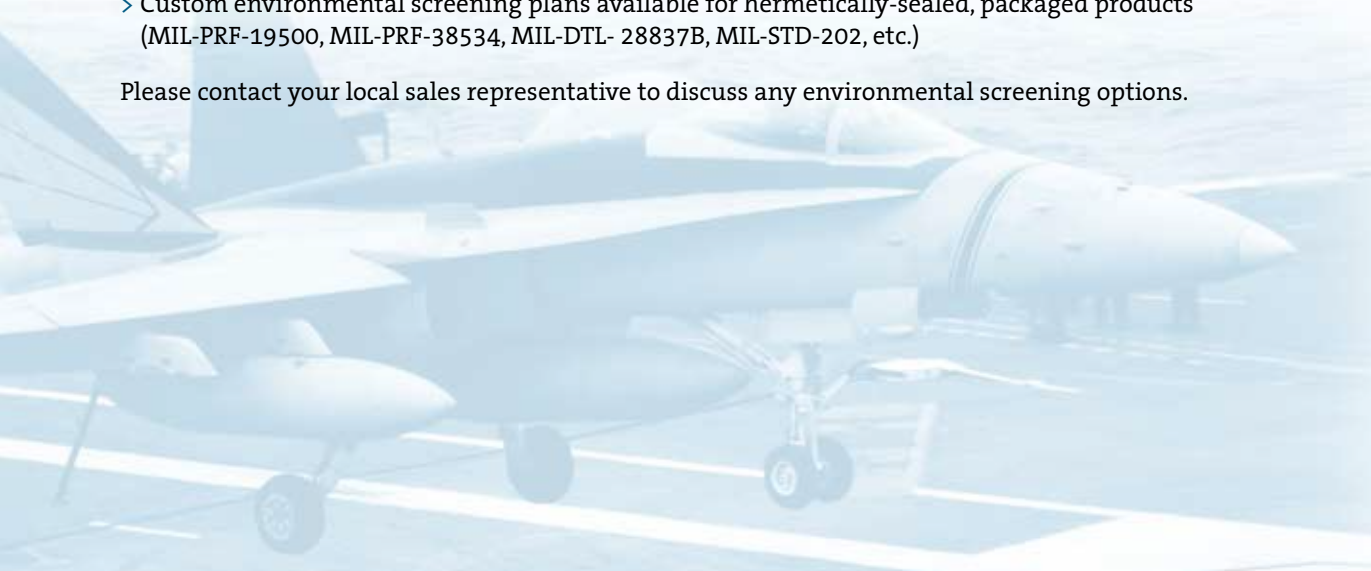 > Custom environmental screening plans available for hermetically-sealed, packaged products
(MIL-PRF-19500, MIL-PRF-38534, MIL-DTL- 28837B, MIL-STD-202, etc.)
Please contact your local sales representative to discuss any environmental screening options.